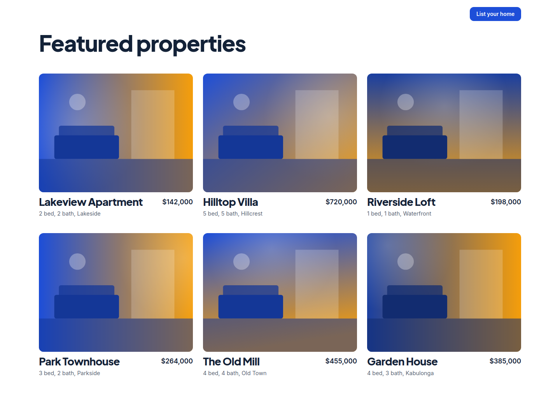 List your home
Featured properties
Lakeview Apartment $142,000
2 bed, 2 bath, Lakeside
Hilltop Villa $720,000
5 bed, 5 bath, Hillcrest
Riverside Loft $198,000
1 bed, 1 bath, Waterfront
Park Townhouse $264,000
3 bed, 2 bath, Parkside
The Old Mill $455,000
4 bed, 4 bath, Old Town
Garden House $385,000
4 bed, 3 bath, Kabulonga